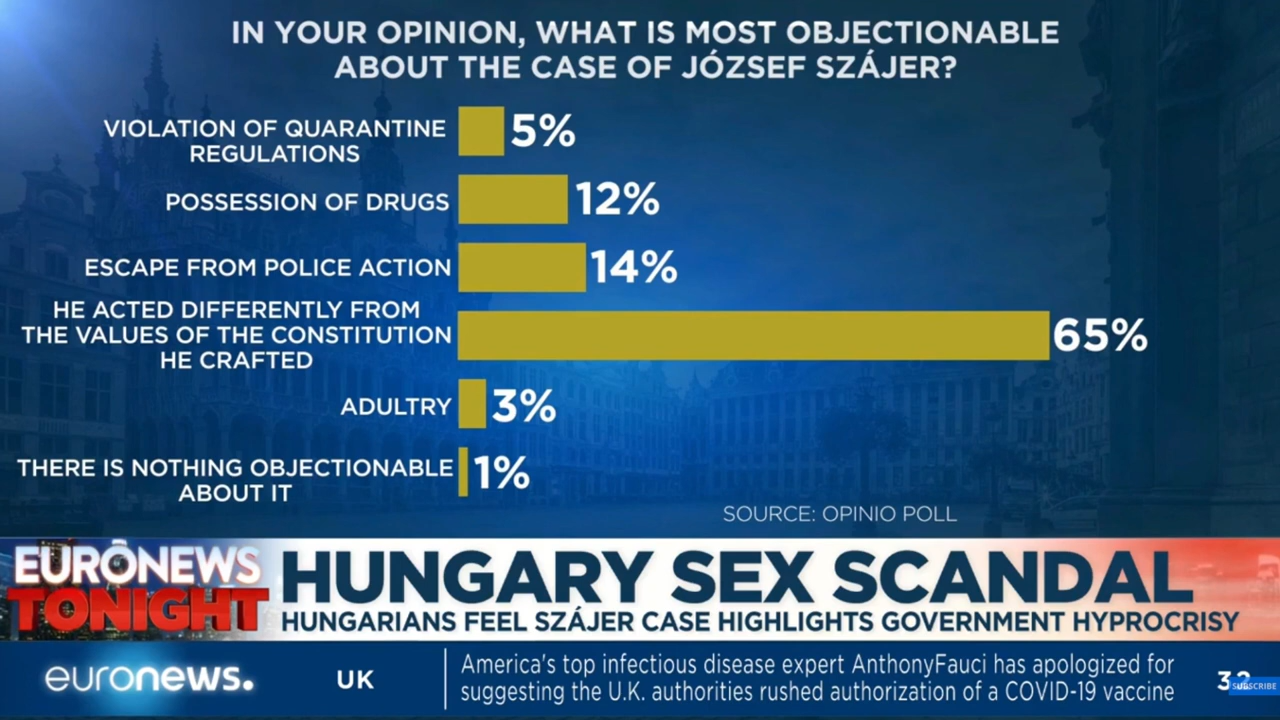 IN YOUR OPINION, WHAT IS MOST OBJECTIONABLE
ABOUT THE CASE OF JÓZSEF SZÁJER?
VIOLATION OF QUARANTINE
REGULATIONS
5%
POSSESSION OF DRUGS
12%
ESCAPE FROM POLICE ACTION
14%
HE ACTED DIFFERENTLY FROM
THE VALUES OF THE CONSTITUTION
HE CRAFTED
65%
ADULTRY
3%
THERE IS NOTHING OBJECTIONABLE
ABOUT IT
1%
SOURCE: OPINIO POLL
EURONEWS
TONIGHT
HUNGARY SEX SCANDAL
HUNGARIANS FEEL SZÁJER CASE HIGHLIGHTS GOVERNMENT HYPROCRISY
euronews.
UK
America's top infectious disease expert AnthonyFauci has apologized for
suggesting the U.K. authorities rushed authorization of a COVID-19 vaccine
SUBSCRIBE